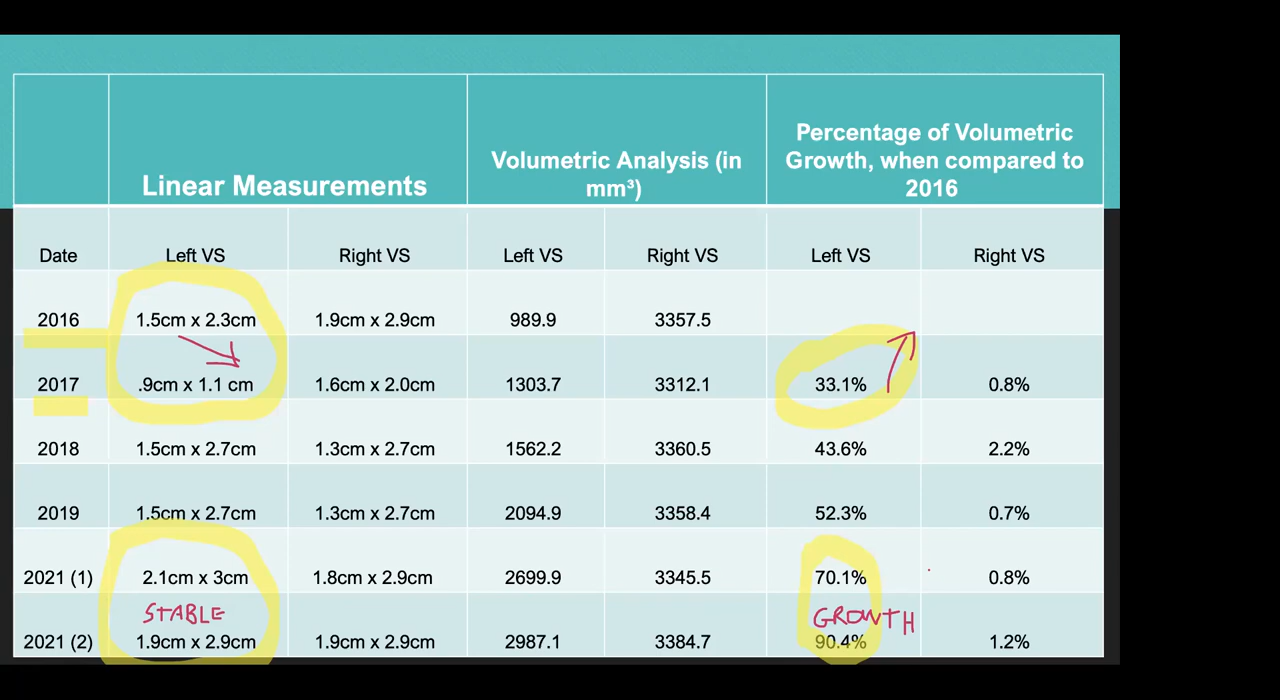 Linear Measurements
Volumetric Analysis (in
mm³)
Percentage of Volumetric
Growth, when compared to
2016
Date Left VS Right VS Left VS Right VS Left VS Right VS
2016 1.5cm x 2.3cm 1.9cm x 2.9cm 989.9 3357.5
2017 .9cm x 1.1 cm 1.6cm x 2.0cm 1303.7 3312.1 33.1% 0.8%
2018 1.5cm x 2.7cm 1.3cm x 2.7cm 1562.2 3360.5 43.6% 2.2%
2019 1.5cm x 2.7cm 1.3cm x 2.7cm 2094.9 3358.4 52.3% 0.7%
2021 (1) 2.1cm x 3cm 1.8cm x 2.9cm 2699.9 3345.5 70.1% 0.8%
STABLE GROWTH
2021 (2) 1.9cm x 2.9cm 1.9cm x 2.9cm 2987.1 3384.7 90.4% 1.2%